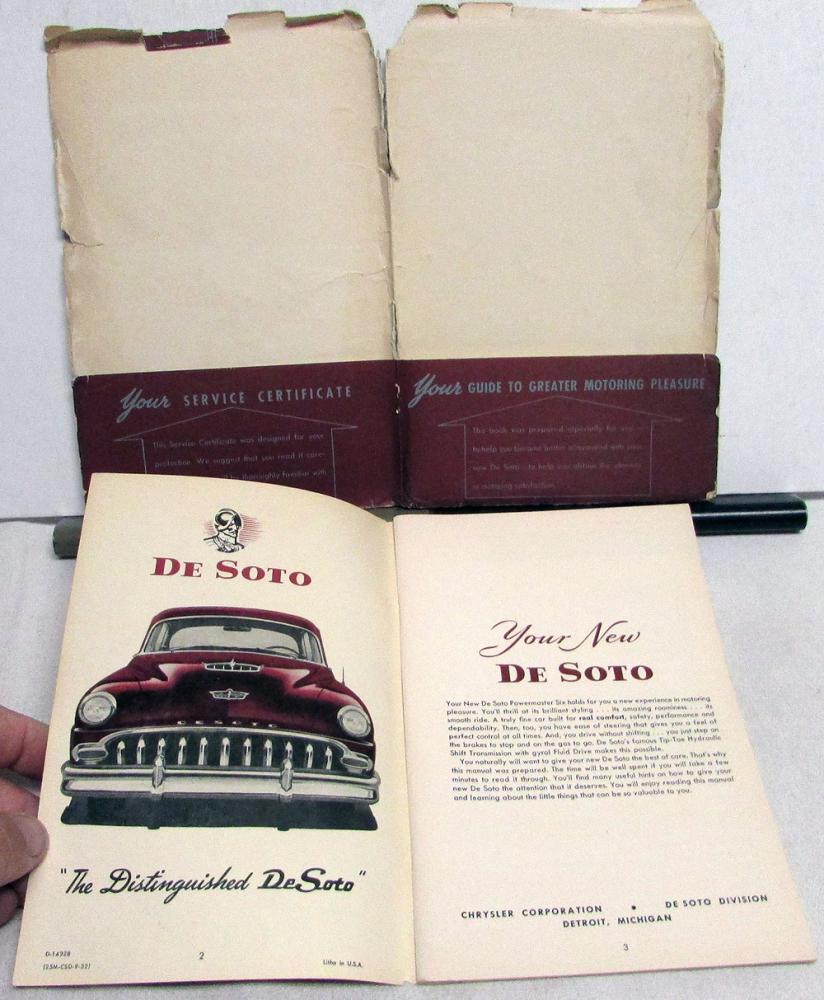 Your SERVICE CERTIFICATE
This Service Certificate was designed for your
protection. We suggest that you read it care-
thoroughly familiar with
Your GUIDE TO GREATER MOTORING PLEASURE
This book was prepared especially for you
to help you become better acquainted with your
new De Soto to help you obtain the utmost
in motoring satisfaction.
DE SOTO
DESOTO
"The Distinguished DeSoto"
D-14928
(25M-CSO-9-52)
2
Litho in U.S.A.
Your New
DE SOTO
Your New De Soto Powermaster Six holds for you a new experience in motoring
pleasure. You'll thrill at its brilliant styling . . . its amazing roominess . . . its
smooth ride. A truly fine car built for real comfort, safety, performance and
dependability. Then, too, you have ease of steering that gives you a feel of
perfect control at all times. And, you drive without shifting . . . you just step on
the brakes to stop and on the gas to go. De Soto's famous Tip-Toe Hydraulic
Shift Transmission with gyrol Fluid Drive makes this possible.
You naturally will want to give your new De Soto the best of care. That's why
this manual was prepared. The time will be well spent if you will take a few
minutes to read it through. You'll find many useful hints on how to give your
new De Soto the attention that it deserves. You will enjoy reading this manual
and learning about the little things that can be so valuable to you.
CHRYSLER CORPORATION • DE SOTO DIVISION
DETROIT, MICHIGAN
3